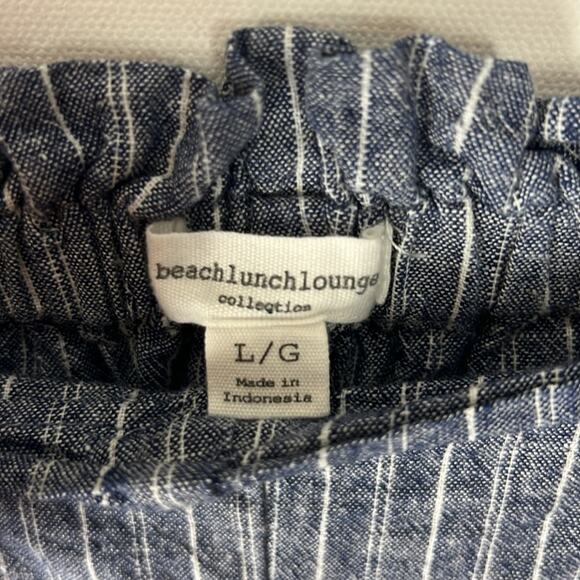 beachlunchlounge
collection
L/G
Made in
Indonesia